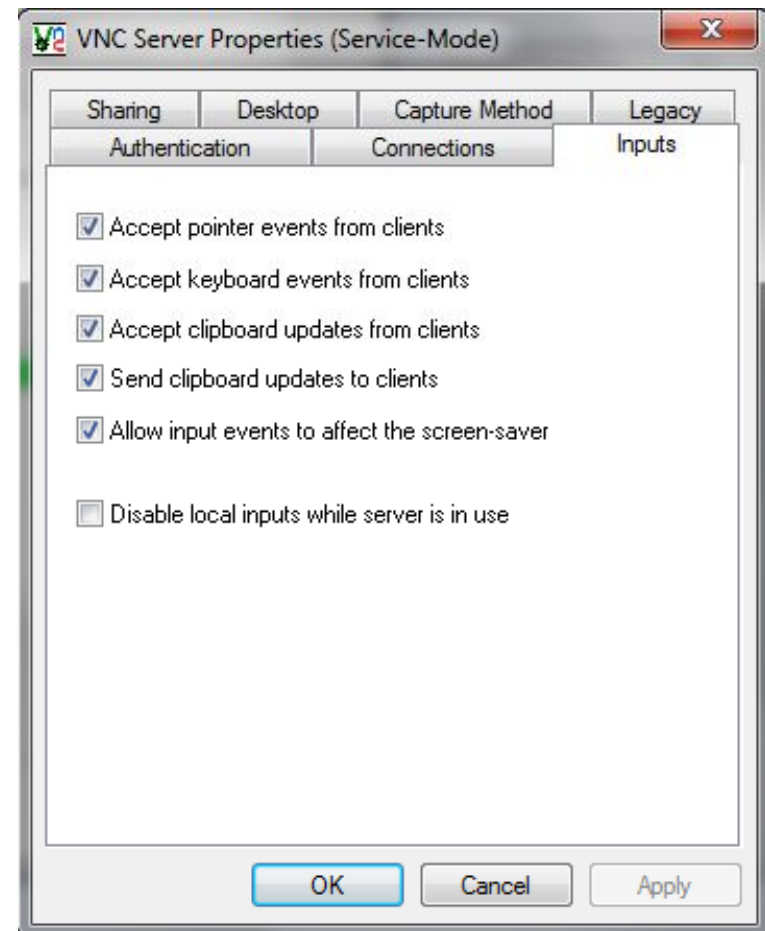 VNC Server Properties (Service-Mode)
Sharing Desktop Capture Method Legacy
Authentication Connections Inputs
Accept pointer events from clients
Accept keyboard events from clients
Accept clipboard updates from clients
Send clipboard updates to clients
Allow input events to affect the screen-saver
Disable local inputs while server is in use
OK Cancel Apply